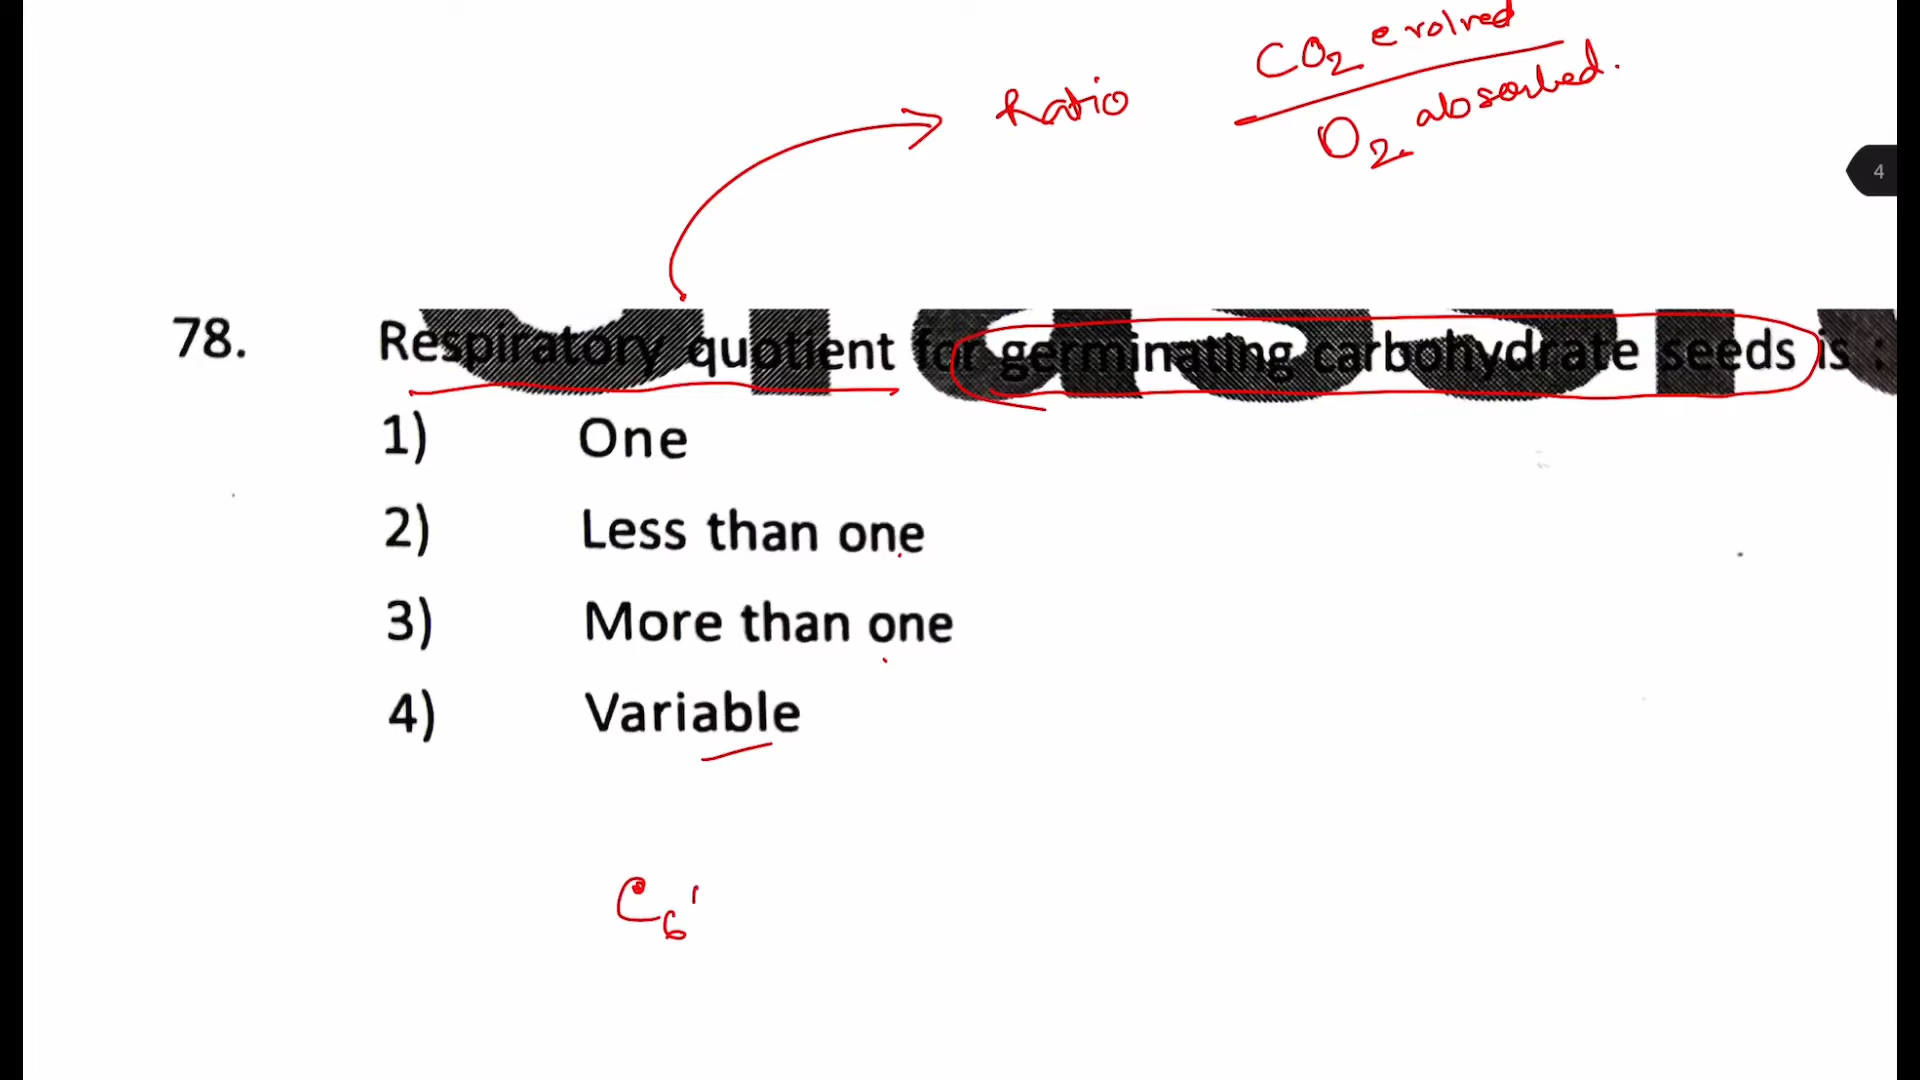 CO2 evolved
Ratio
O2 absorbed.
4
78. Respiratory quotient for germinating carbohydrate seeds is :
1) One
2) Less than one
3) More than one
4) Variable
C6